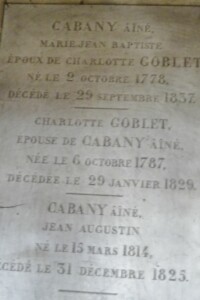 CABANY AÎNÉ,
MARIE JEAN BAPTISTE
ÉPOUX DE CHARLOTTE GOBLET
NÉ LE 2 OCTOBRE 1778,
DÉCÉDÉ LE 29 SEPTEMBRE 1837.
CHARLOTTE GOBLET,
ÉPOUSE DE CABANY AÎNÉ,
NÉE LE 6 OCTOBRE 1787,
DÉCÉDÉE LE 29 JANVIER 1829.
CABANY AÎNÉ,
JEAN AUGUSTIN
NÉ LE 15 MARS 1814,
DÉCÉDÉ LE 31 DÉCEMBRE 1825.